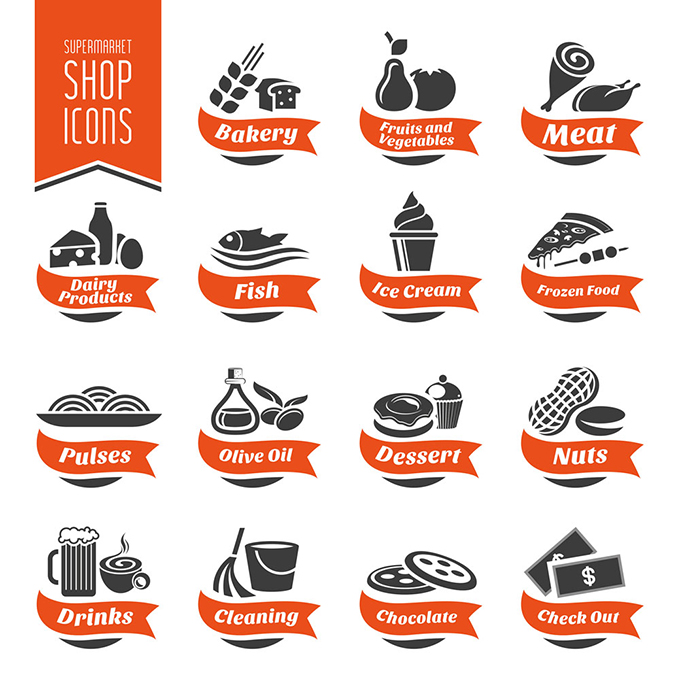 SUPERMARKET
SHOP
ICONS
Bakery
Fruits and
Vegetables
Meat
Dairy
Products
Fish
Ice Cream
Frozen Food
Pulses
Olive Oil
Dessert
Nuts
Drinks
Cleaning
Chocolate
$
$
Check Out